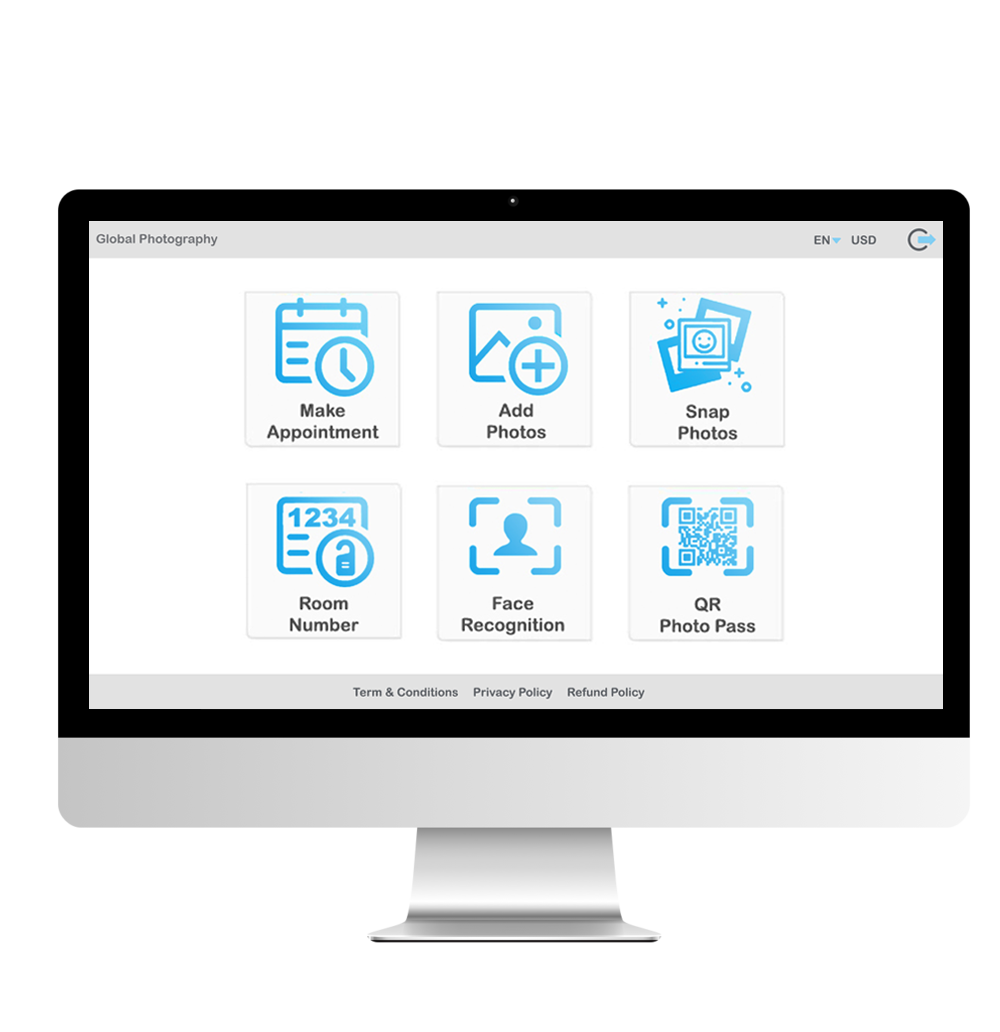 Global Photography
EN USD
Make
Appointment
Add
Photos
Snap
Photos
1234
Room
Number
Face
Recognition
QR
Photo Pass
Term & Conditions Privacy Policy Refund Policy